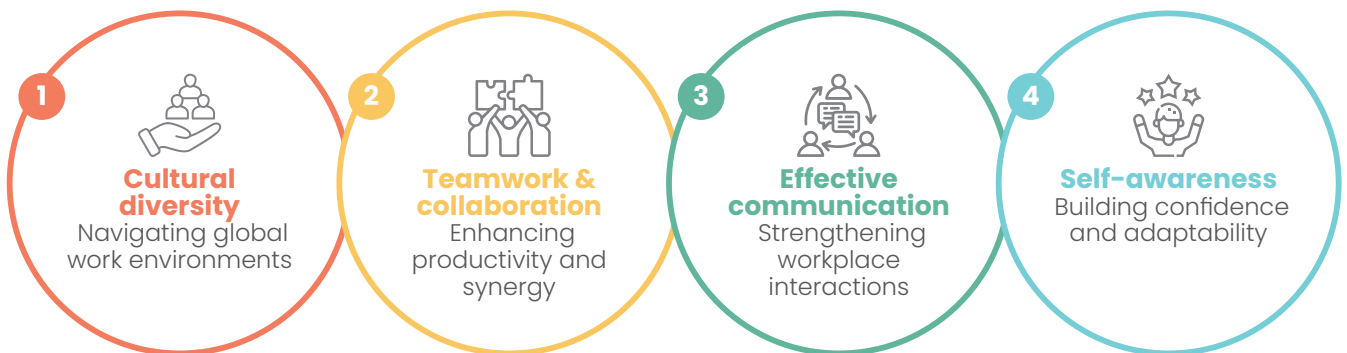 1
Cultural
diversity
Navigating global
work environments
2
Teamwork &
collaboration
Enhancing
productivity and
synergy
3
Effective
communication
Strengthening
workplace
interactions
4
Self-awareness
Building confidence
and adaptability